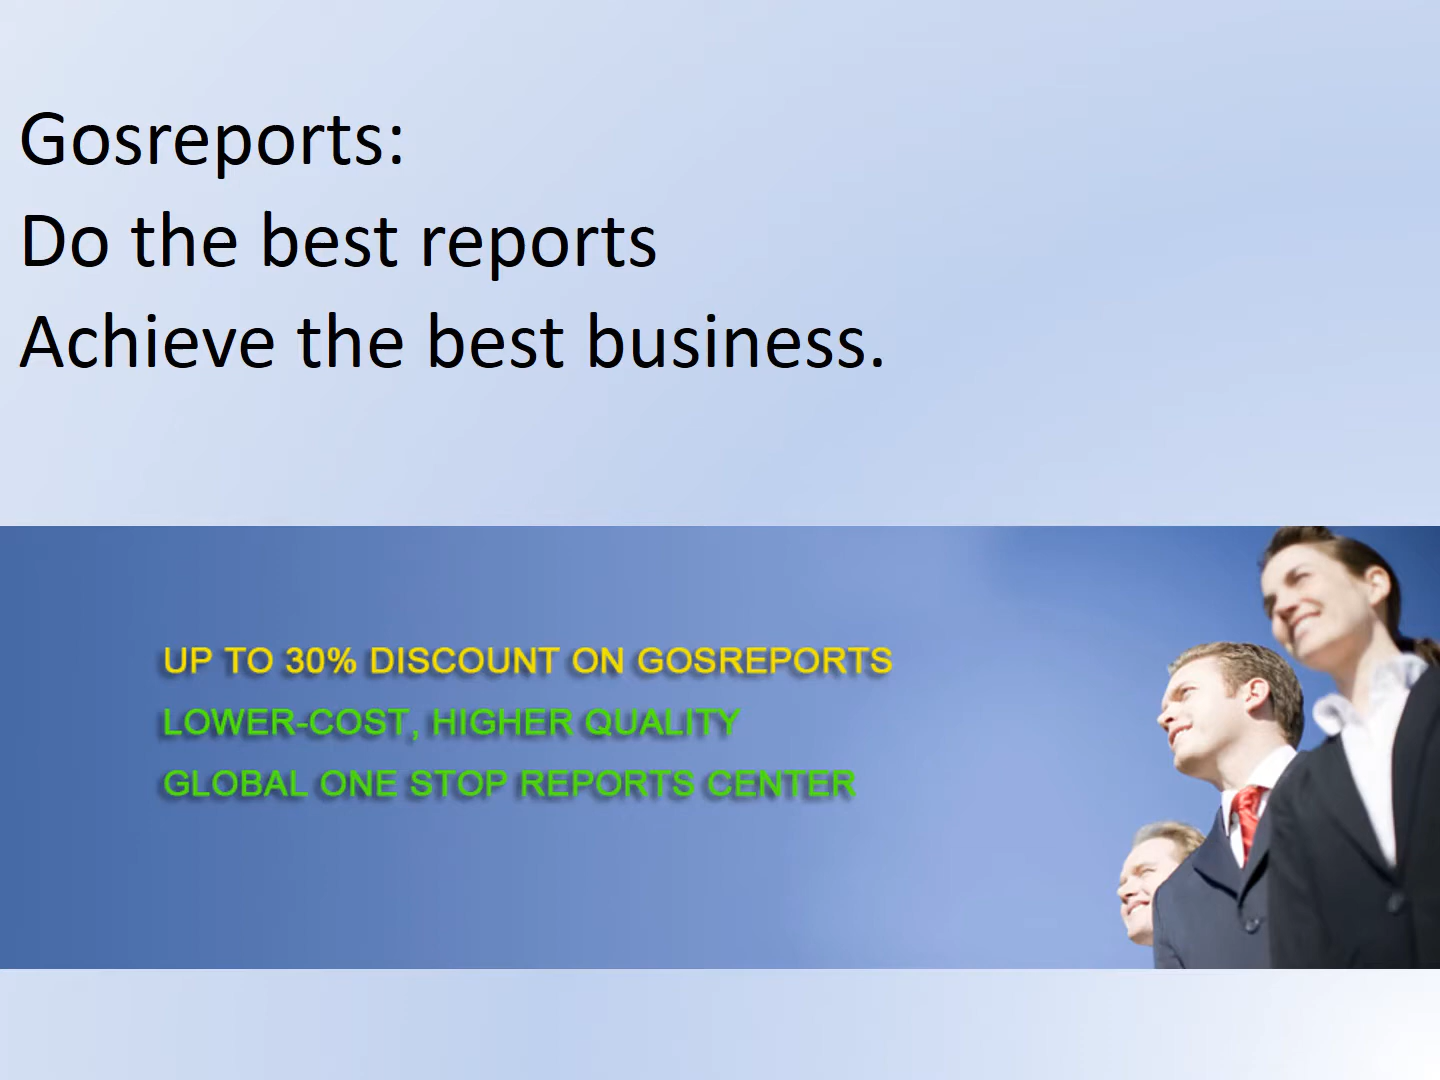 Gosreports:
Do the best reports
Achieve the best business.
UP TO 30% DISCOUNT ON GOSREPORTS
LOWER-COST, HIGHER QUALITY
GLOBAL ONE STOP REPORTS CENTER